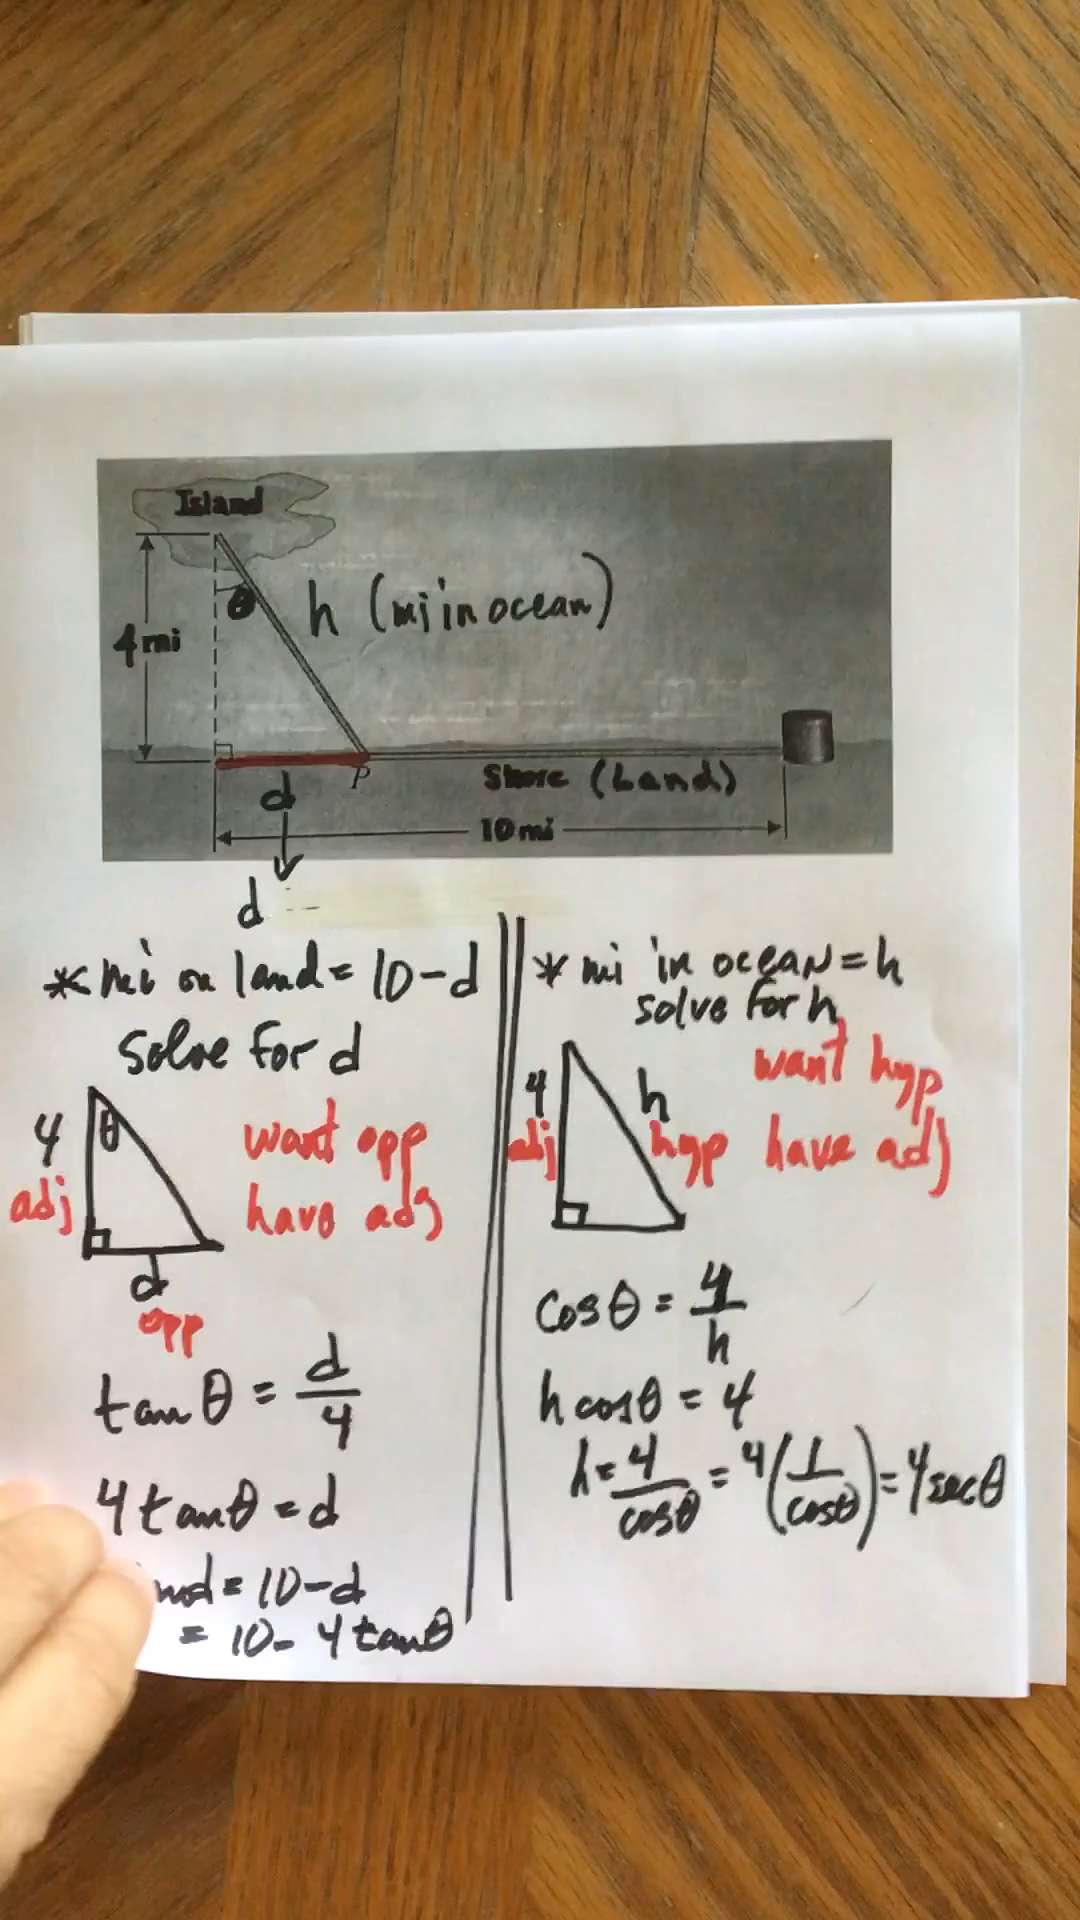 Island
4 mi
θ
h (mi in ocean)
P
d
Shore (Land)
10 mi
d
* mi on land = 10 - d
solve for d
4
θ
adj
d
opp
want opp
have adj
tan θ = d/4
4 tan θ = d
= 10 - d
= 10 - 4 tan θ
* mi in ocean = h
solve for h
4
adj
h
hyp
want hyp
have adj
cos θ = 4/h
h cos θ = 4
h = 4/cos θ = 4(1/cos θ) = 4 sec θ